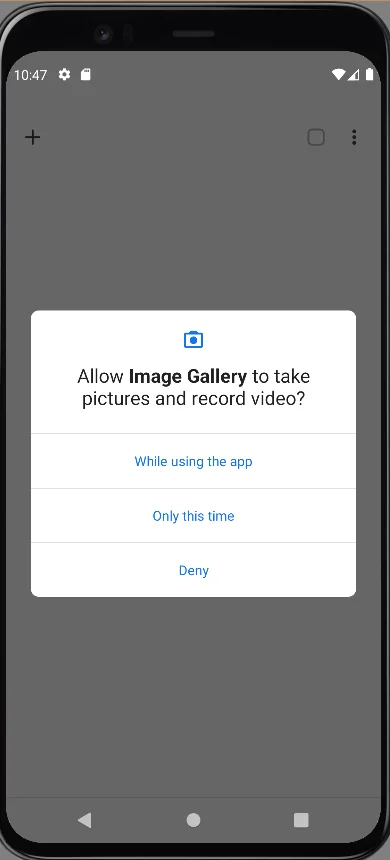 10:47
Allow Image Gallery to take
pictures and record video?
While using the app
Only this time
Deny